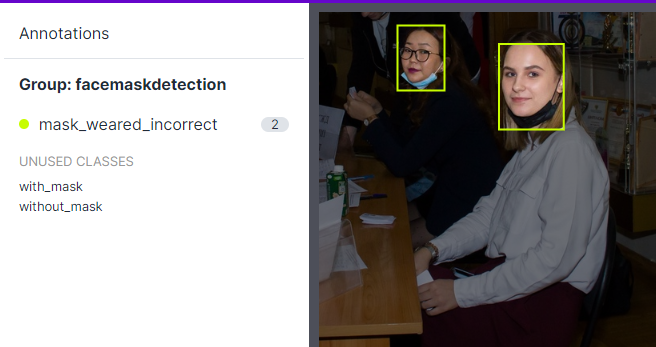 Annotations
Group: facemaskdetection
mask_weared_incorrect 2
UNUSED CLASSES
with_mask
without_mask